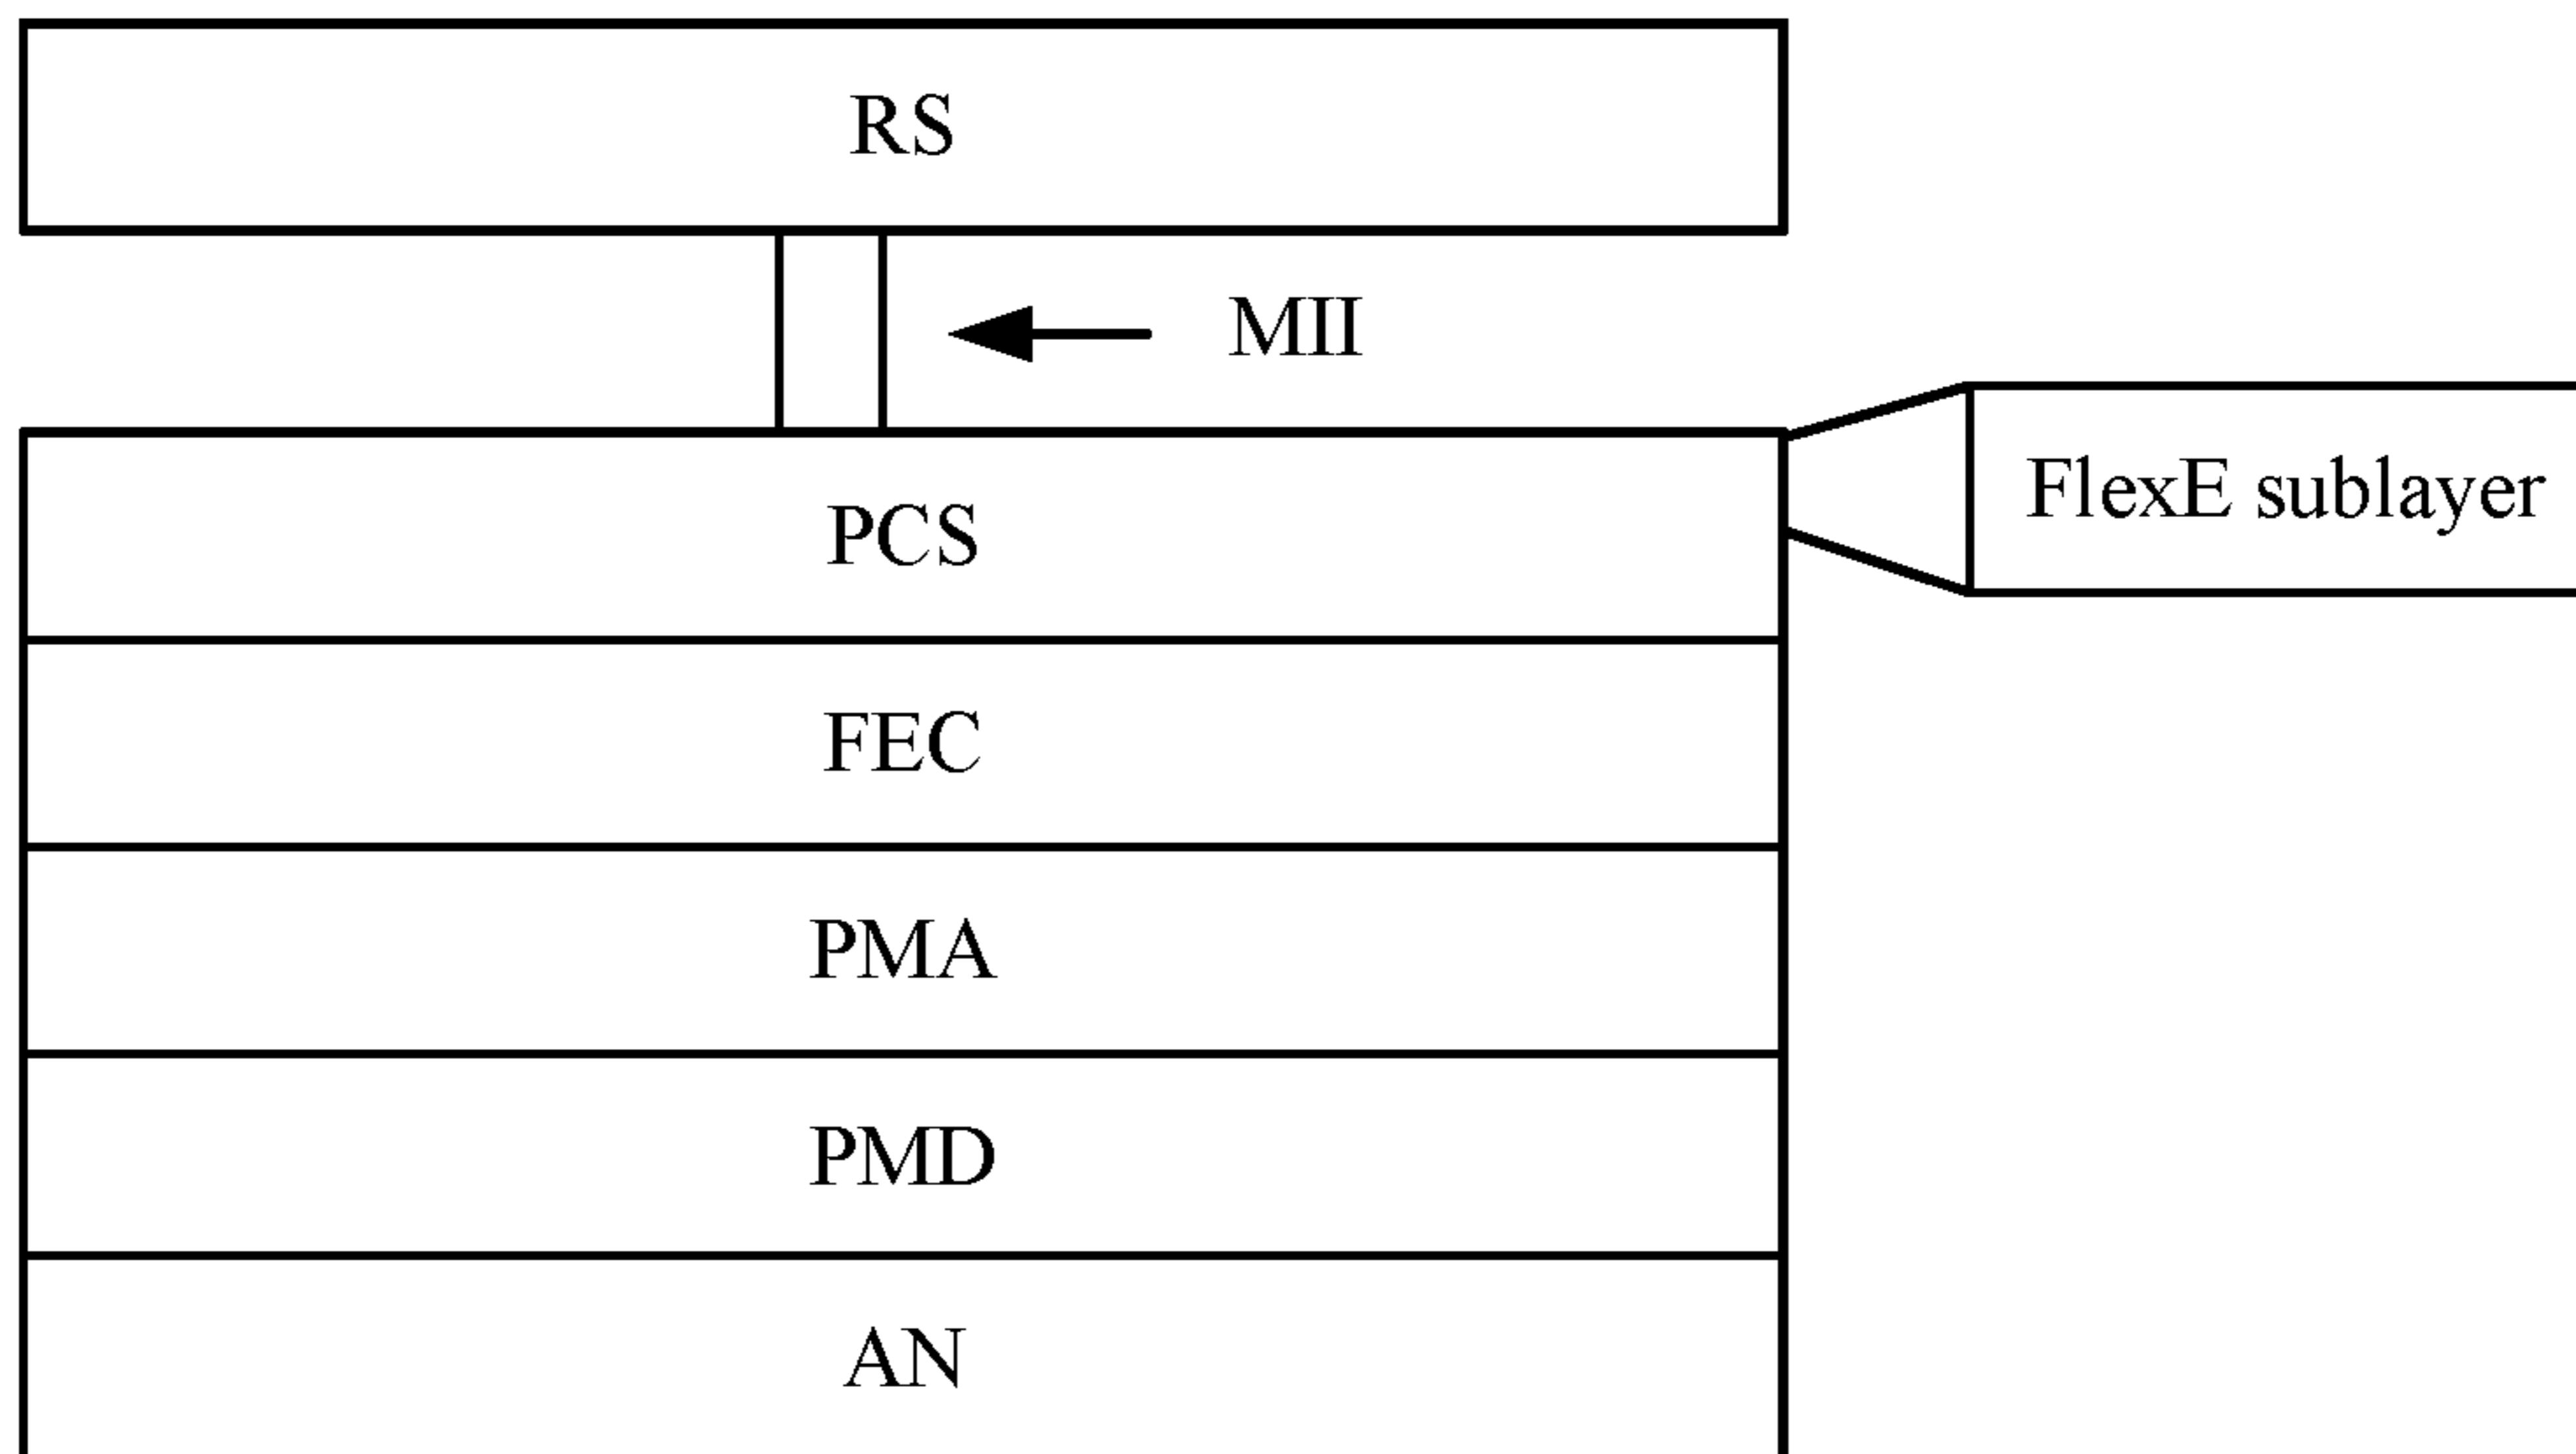 RS
MII
PCS
FlexE sublayer
FEC
PMA
PMD
AN